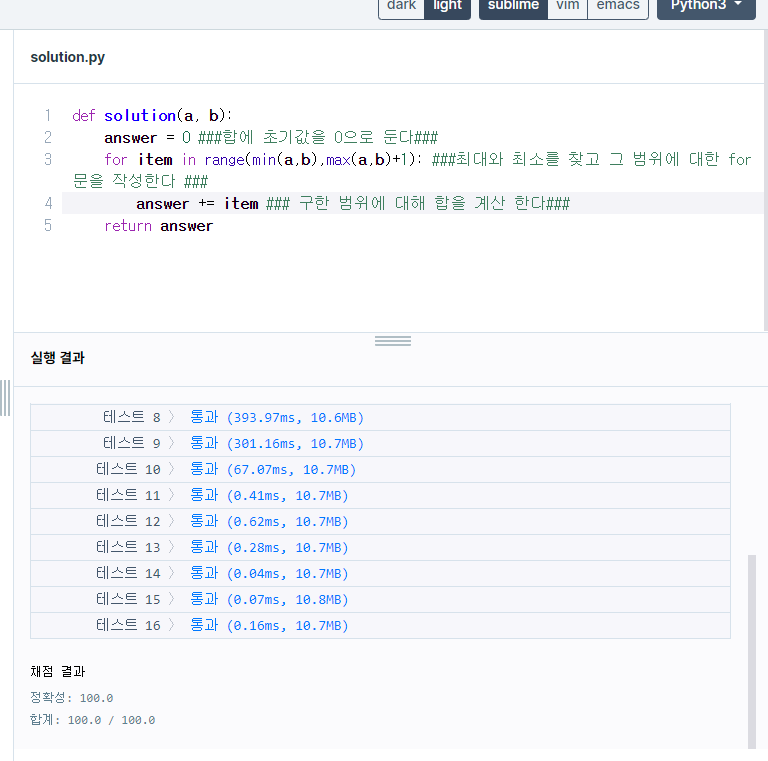 dark light sublime vim emacs Python3
solution.py
1 def solution(a, b):
2 answer = 0 ###합에 초기값을 0으로 둔다###
3 for item in range(min(a,b),max(a,b)+1): ###최대와 최소를 찾고 그 범위에 대한 for
문을 작성한다 ###
4 answer += item ### 구한 범위에 대해 합을 계산 한다###
5 return answer
실행 결과
테스트 8 〉 통과 (393.97ms, 10.6MB)
테스트 9 〉 통과 (301.16ms, 10.7MB)
테스트 10 〉 통과 (67.07ms, 10.7MB)
테스트 11 〉 통과 (0.41ms, 10.7MB)
테스트 12 〉 통과 (0.62ms, 10.7MB)
테스트 13 〉 통과 (0.28ms, 10.7MB)
테스트 14 〉 통과 (0.04ms, 10.7MB)
테스트 15 〉 통과 (0.07ms, 10.8MB)
테스트 16 〉 통과 (0.16ms, 10.7MB)
채점 결과
정확성: 100.0
합계: 100.0 / 100.0